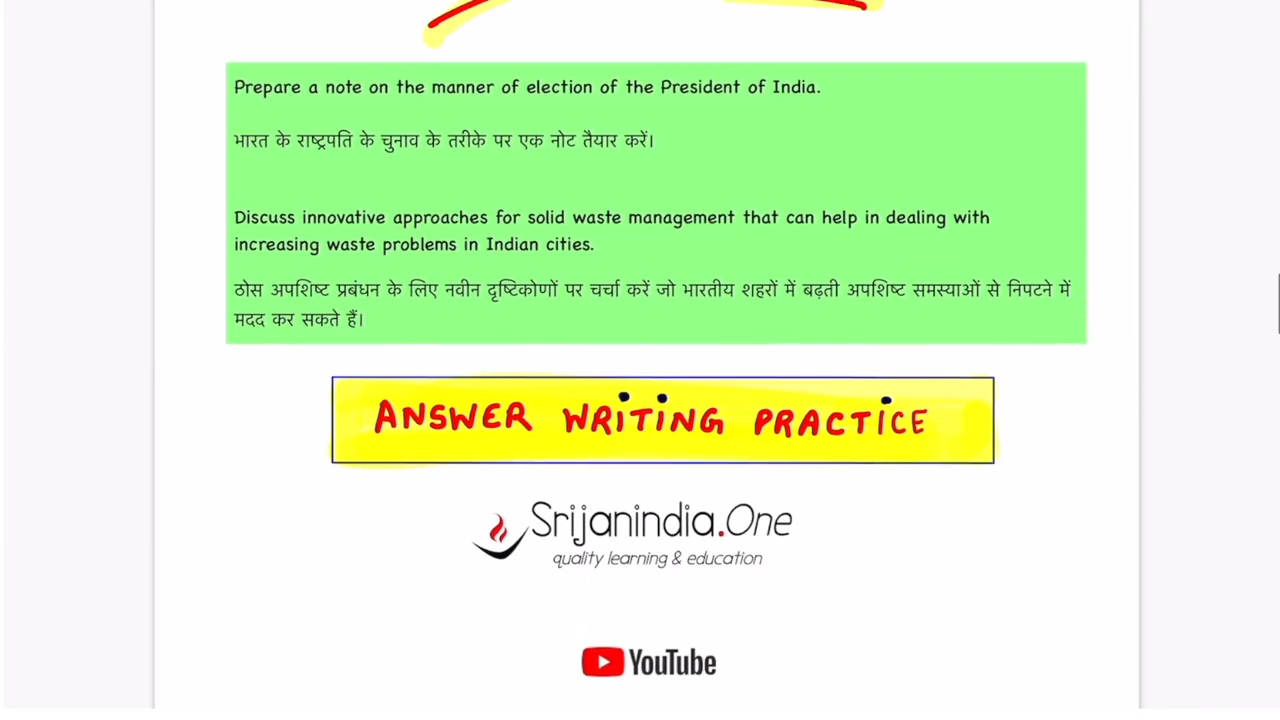 Prepare a note on the manner of election of the President of India.
भारत के राष्ट्रपति के चुनाव के तरीके पर एक नोट तैयार करें।
Discuss innovative approaches for solid waste management that can help in dealing with
increasing waste problems in Indian cities.
ठोस अपशिष्ट प्रबंधन के लिए नवीन दृष्टिकोणों पर चर्चा करें जो भारतीय शहरों में बढ़ती अपशिष्ट समस्याओं से निपटने में
मदद कर सकते हैं।
ANSWER WRITING PRACTICE
Srijanindia.One
quality learning & education
YouTube